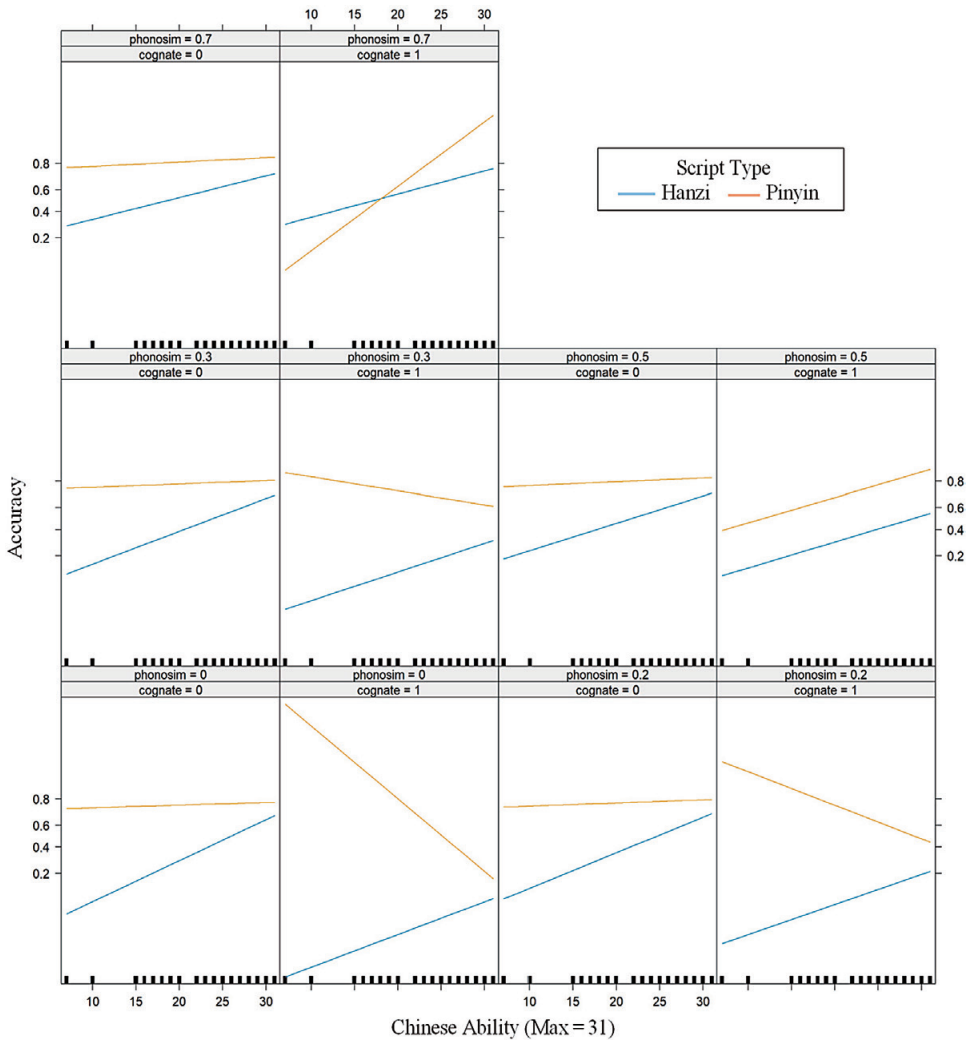 10 20 30
phonosim = 0.7 phonosim = 0.7
cognate = 0 cognate = 1
Script Type
Hanzi Pinyin
0.8
0.6
0.4
0.2
phonosim = 0.3 phonosim = 0.3 phonosim = 0.5 phonosim = 0.5
cognate = 0 cognate = 1 cognate = 0 cognate = 1
Accuracy
0.8
0.6
0.4
0.2
phonosim = 0 phonosim = 0 phonosim = 0.2 phonosim = 0.2
cognate = 0 cognate = 1 cognate = 0 cognate = 1
0.8
0.6
0.4
0.2
10 15 20 25 30 10 15 20 25 30
Chinese Ability (Max = 31)